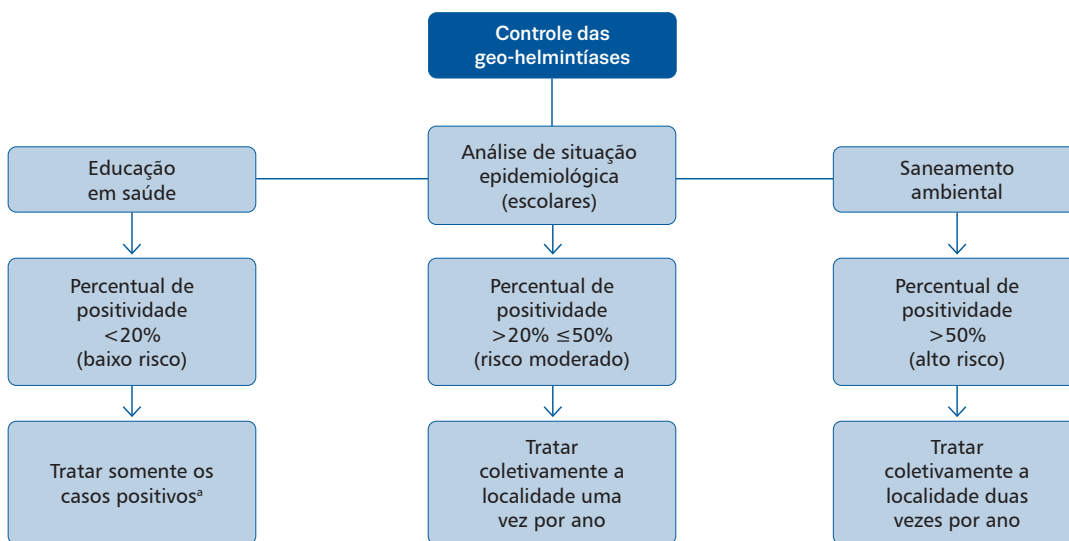 Controle das
geo-helmintíases
Educação
em saúde
Análise de situação
epidemiológica
(escolares)
Saneamento
ambiental
Percentual de
positividade
<20%
(baixo risco)
Percentual de
positividade
>20% ≤50%
(risco moderado)
Percentual de
positividade
>50%
(alto risco)
Tratar somente os
casos positivosᵃ
Tratar
coletivamente a
localidade uma
vez por ano
Tratar
coletivamente a
localidade duas
vezes por ano